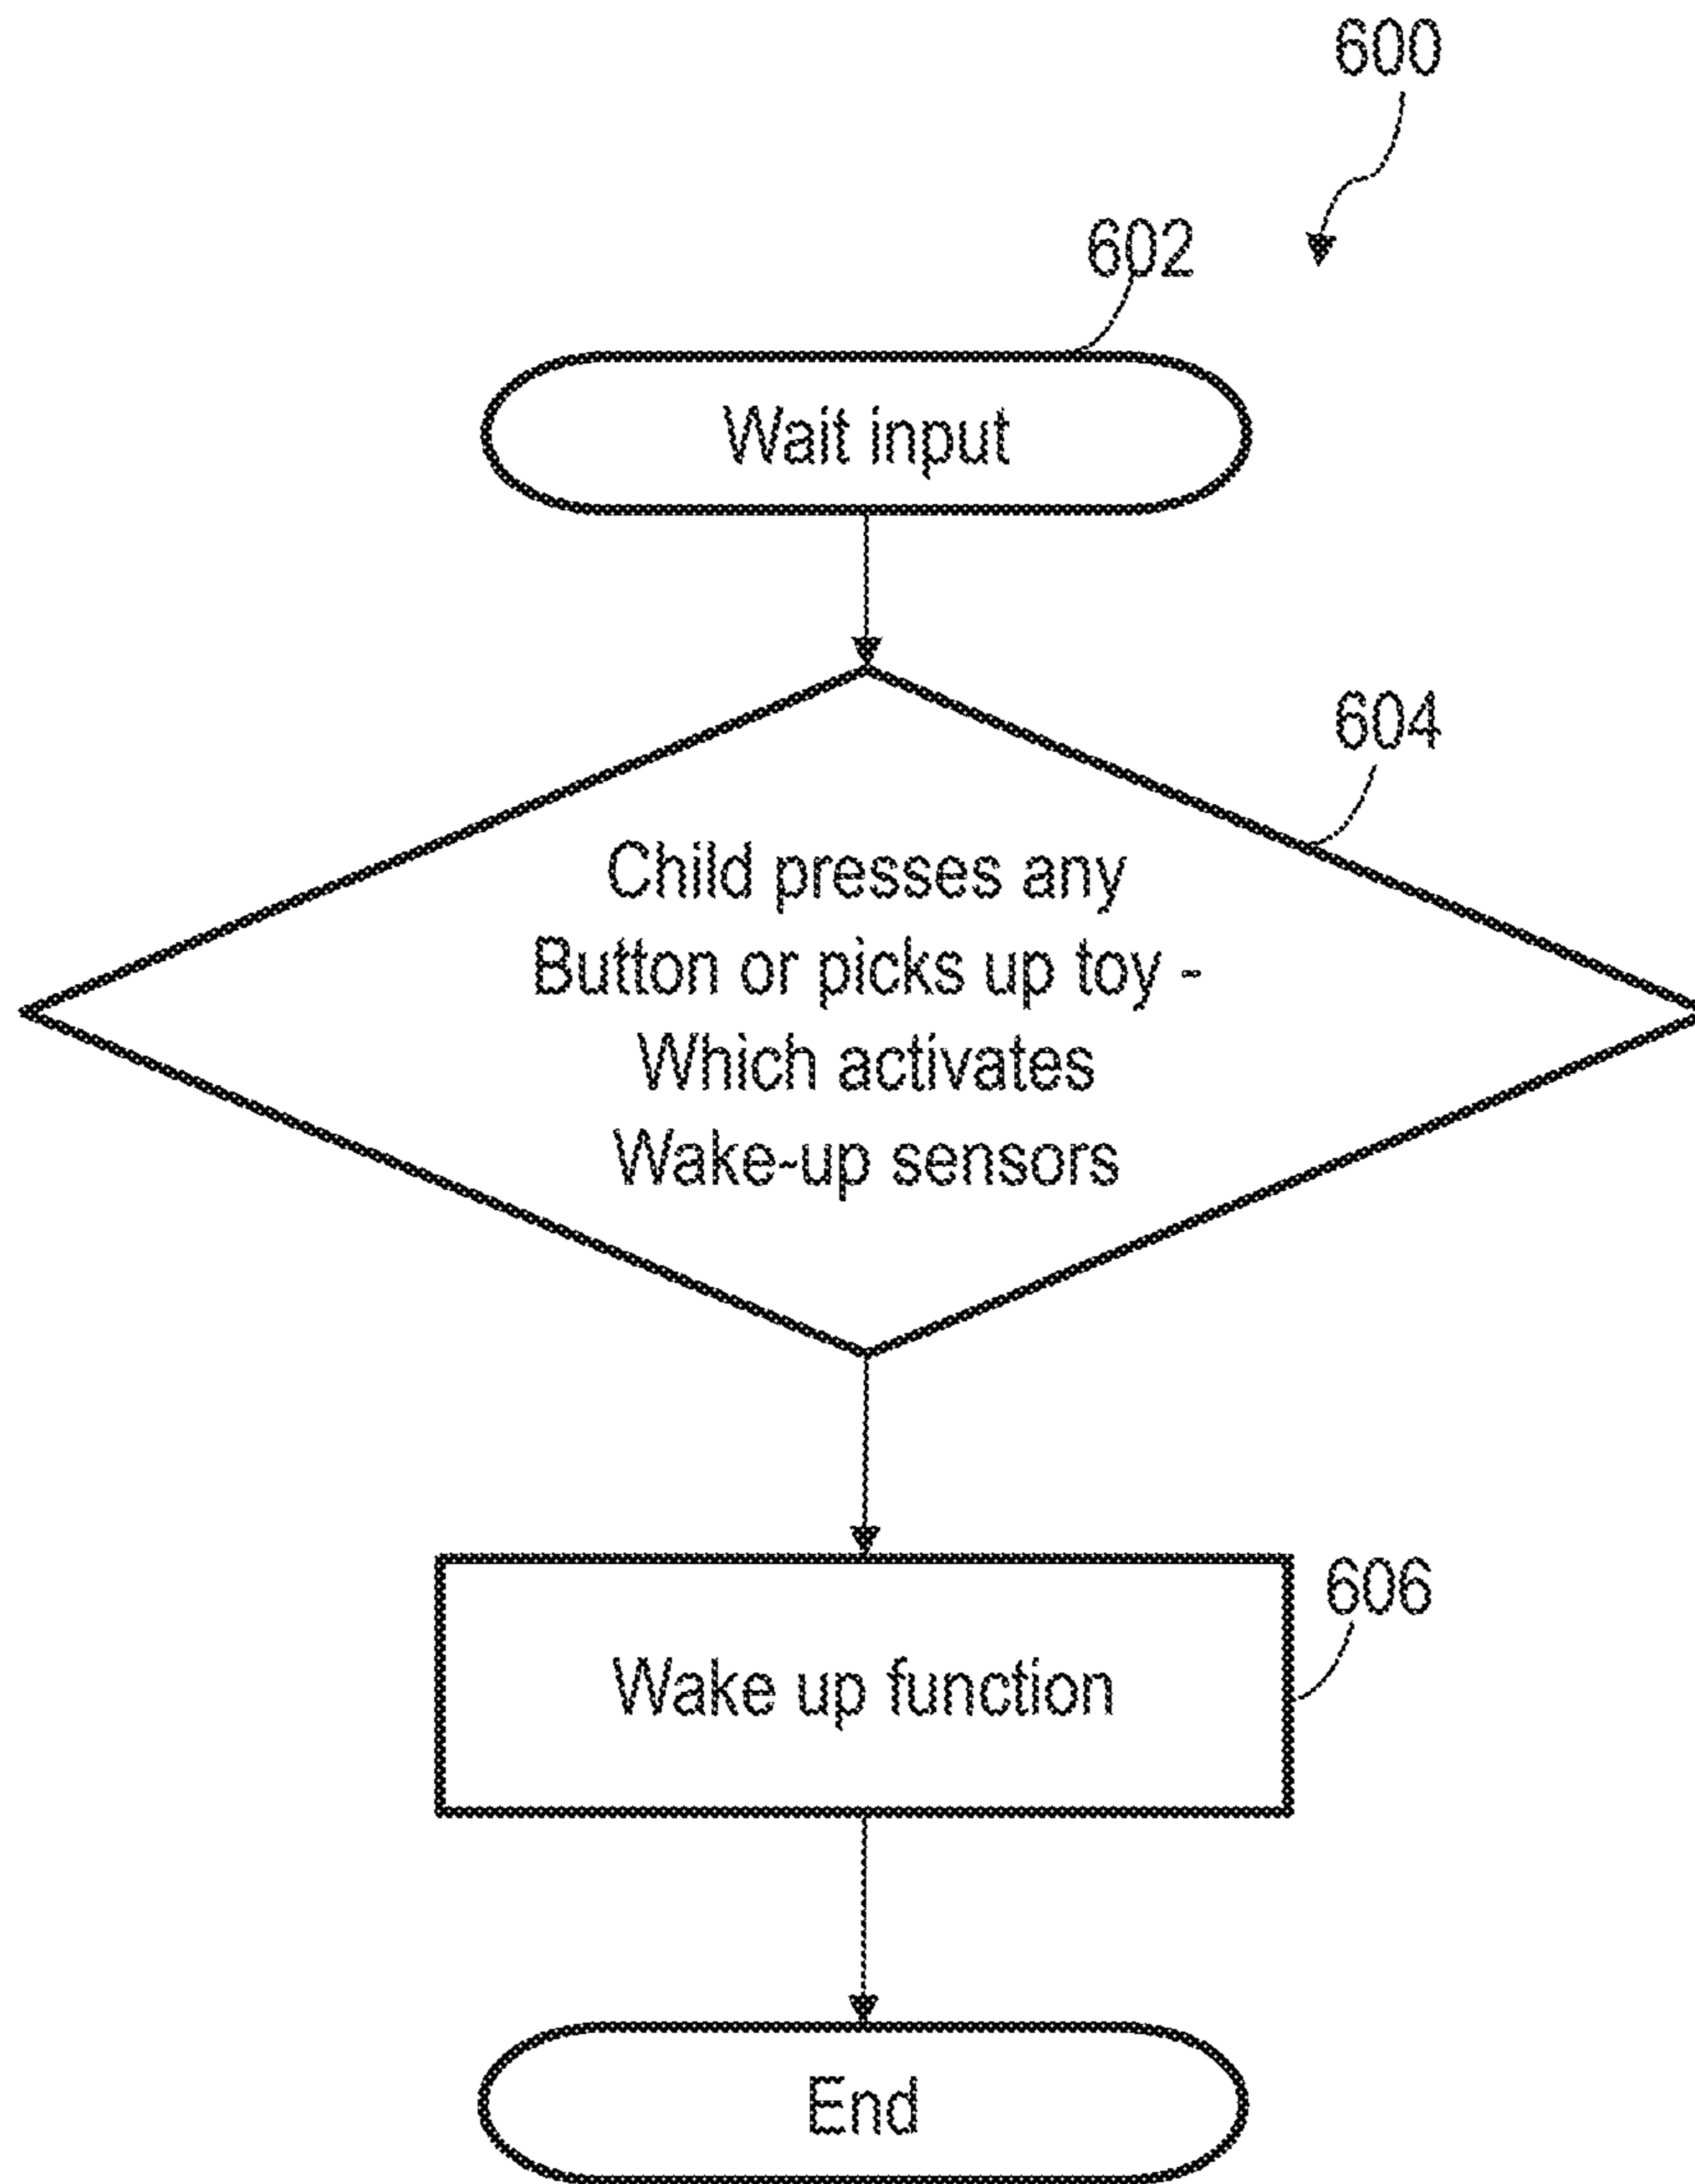 600
602
Wait input
604
Child presses any
Button or picks up toy -
Which activates
Wake-up sensors
606
Wake up function
End